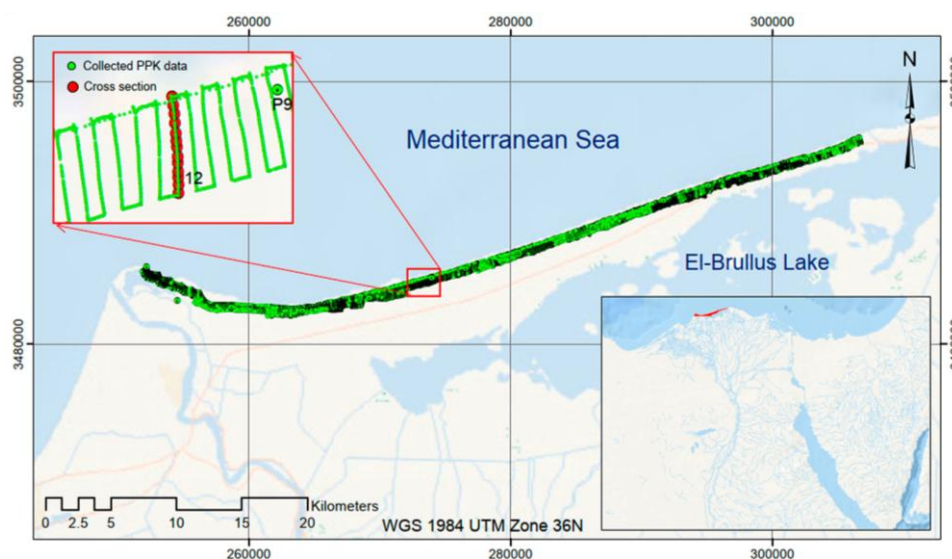 260000
280000
300000
Collected PPK data
Cross section
P9
12
N
3500000
Mediterranean Sea
El-Brullus Lake
3480000
Kilometers
0 2.5 5 10 15 20
WGS 1984 UTM Zone 36N
260000
280000
300000